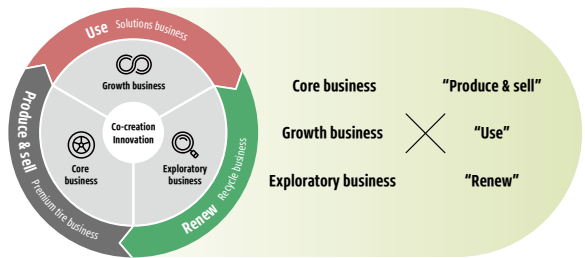 Use Solutions business
Growth business
Co-creation
Innovation
Core
business
Exploratory
business
Produce & sell Premium tire business
Renew Recycle business
Core business “Produce & sell”
Growth business “Use”
Exploratory business “Renew”